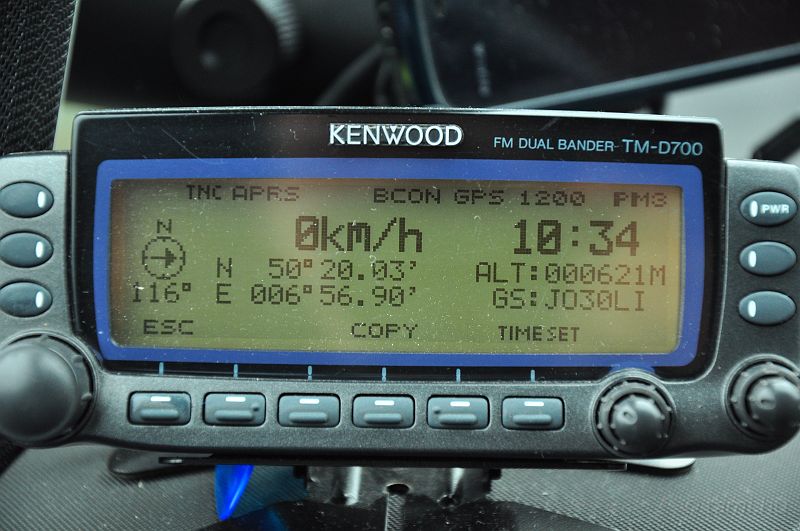 KENWOOD FM DUAL BANDER TM-D700
TNC APRS BCON GPS 1200 PM3
N 0km/h 10:34
N 50°20.03' ALT:000621M
116° E 006°56.90' GS:JO30LI
ESC COPY TIMESET
PWR